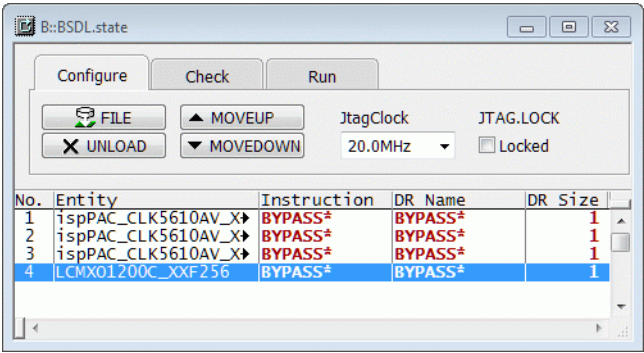 B::BSDL.state
Configure Check Run
FILE MOVEUP JtagClock JTAG.LOCK
UNLOAD MOVEDOWN 20.0MHz Locked
No. Entity Instruction DR Name DR Size
1 ispPAC_CLK5610AV_X BYPASS* BYPASS* 1
2 ispPAC_CLK5610AV_X BYPASS* BYPASS* 1
3 ispPAC_CLK5610AV_X BYPASS* BYPASS* 1
4 LCMXO1200C_XXF256 BYPASS* BYPASS* 1